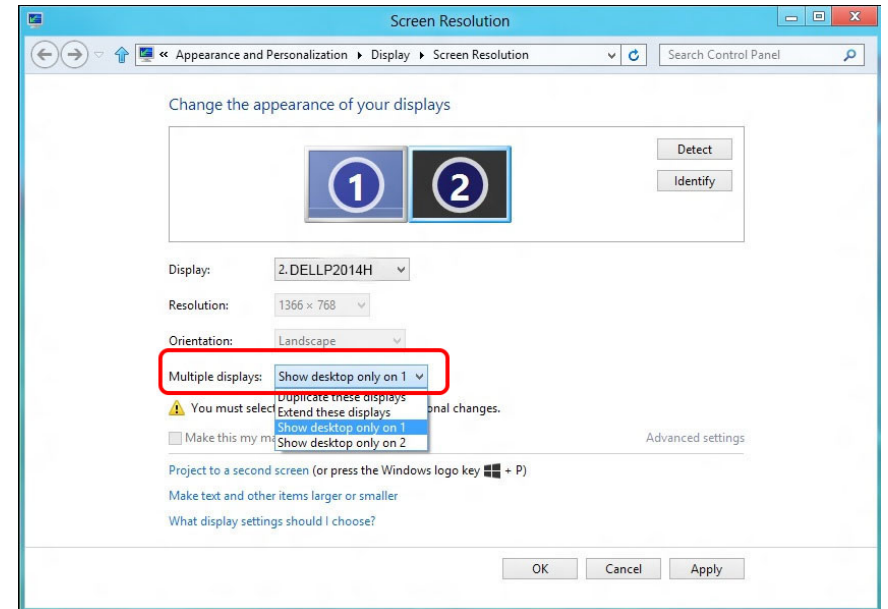 Screen Resolution
« Appearance and Personalization ▸ Display ▸ Screen Resolution
Search Control Panel
Change the appearance of your displays
1 2
Detect
Identify
Display: 2. DELLP2014H
Resolution: 1366 × 768
Orientation: Landscape
Multiple displays: Show desktop only on 1
Duplicate these displays
You must select onal changes.
Extend these displays
Show desktop only on 1
Make this my ma Advanced settings
Show desktop only on 2
Project to a second screen (or press the Windows logo key + P)
Make text and other items larger or smaller
What display settings should I choose?
OK Cancel Apply